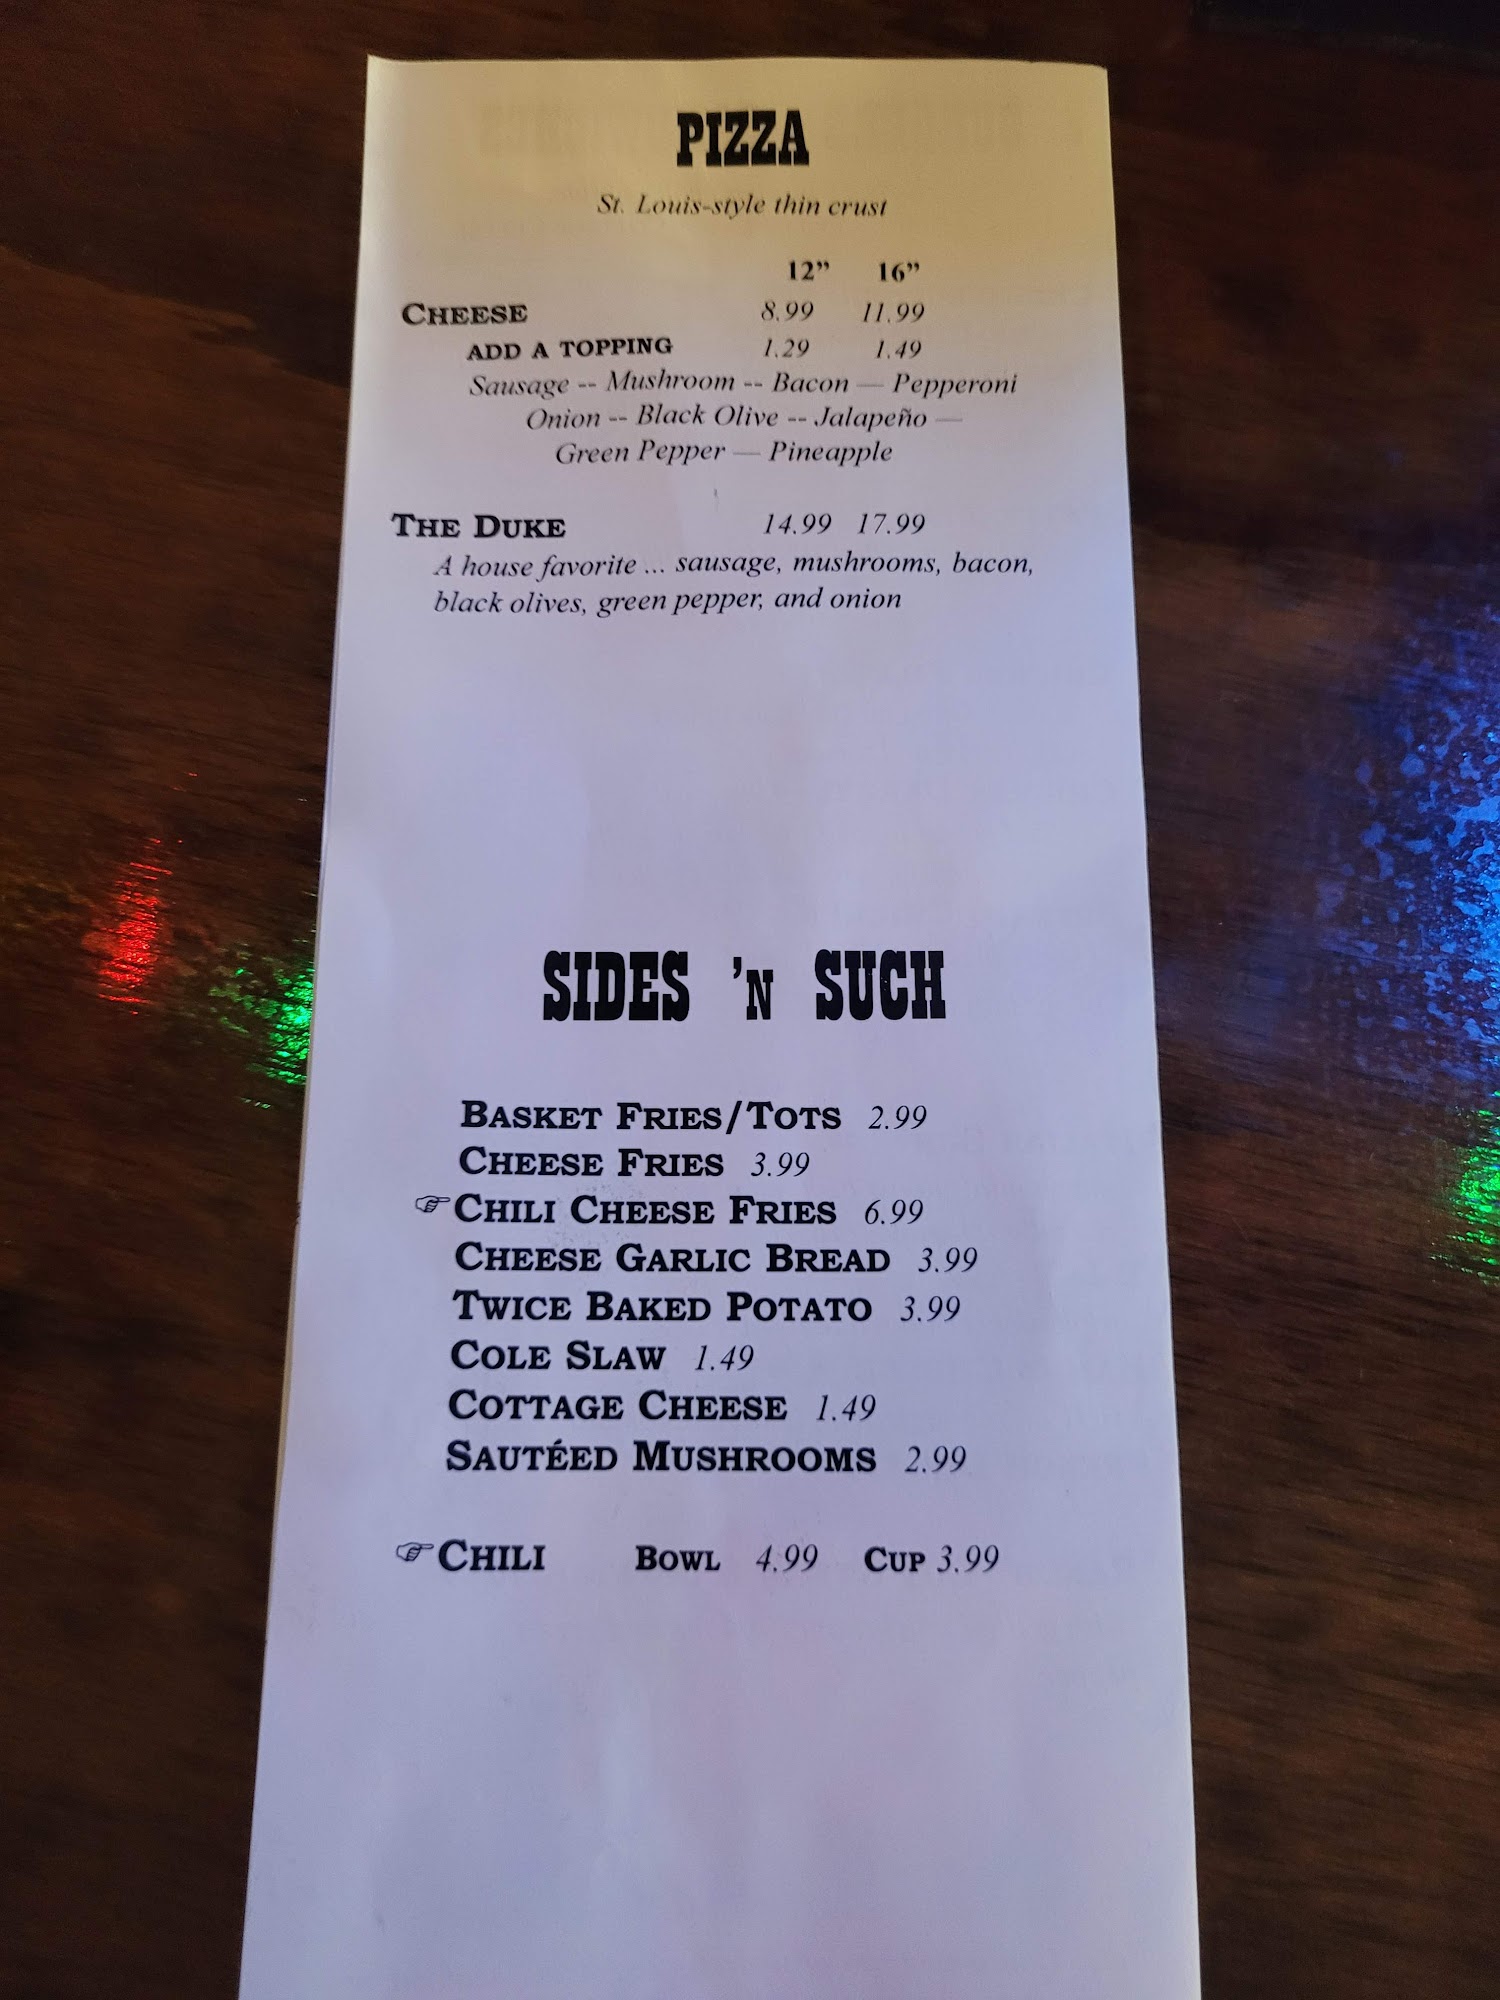 PIZZA
St. Louis-style thin crust
12” 16”
CHEESE 8.99 11.99
ADD A TOPPING 1.29 1.49
Sausage -- Mushroom -- Bacon — Pepperoni
Onion -- Black Olive -- Jalapeño —
Green Pepper — Pineapple
THE DUKE 14.99 17.99
A house favorite ... sausage, mushrooms, bacon,
black olives, green pepper, and onion
SIDES ’N SUCH
BASKET FRIES/TOTS 2.99
CHEESE FRIES 3.99
☞ CHILI CHEESE FRIES 6.99
CHEESE GARLIC BREAD 3.99
TWICE BAKED POTATO 3.99
COLE SLAW 1.49
COTTAGE CHEESE 1.49
SAUTÉED MUSHROOMS 2.99
☞ CHILI BOWL 4.99 CUP 3.99